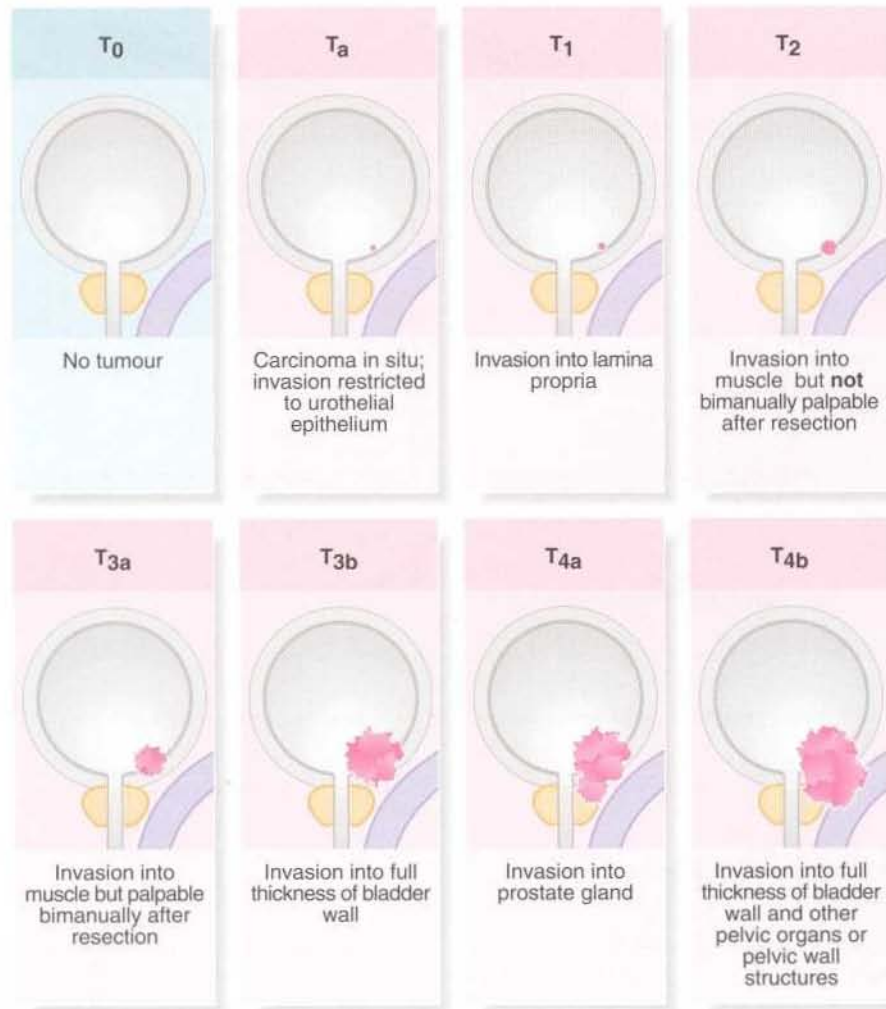 T0
No tumour
Ta
Carcinoma in situ;
invasion restricted
to urothelial
epithelium
T1
Invasion into lamina
propria
T2
Invasion into
muscle but not
bimanually palpable
after resection
T3a
Invasion into
muscle but palpable
bimanually after
resection
T3b
Invasion into full
thickness of bladder
wall
T4a
Invasion into
prostate gland
T4b
Invasion into full
thickness of bladder
wall and other
pelvic organs or
pelvic wall
structures